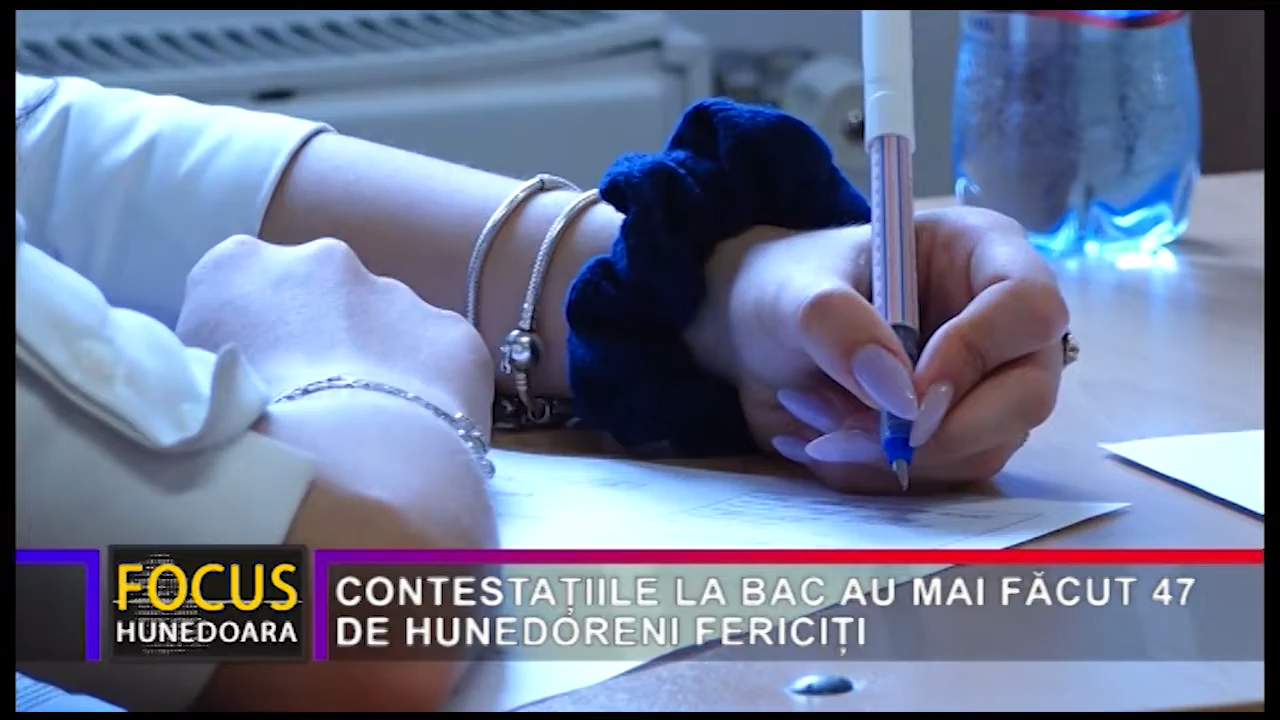 FOCUS
HUNEDOARA
CONTESTAȚIILE LA BAC AU MAI FĂCUT 47
DE HUNEDORENI FERICIȚI